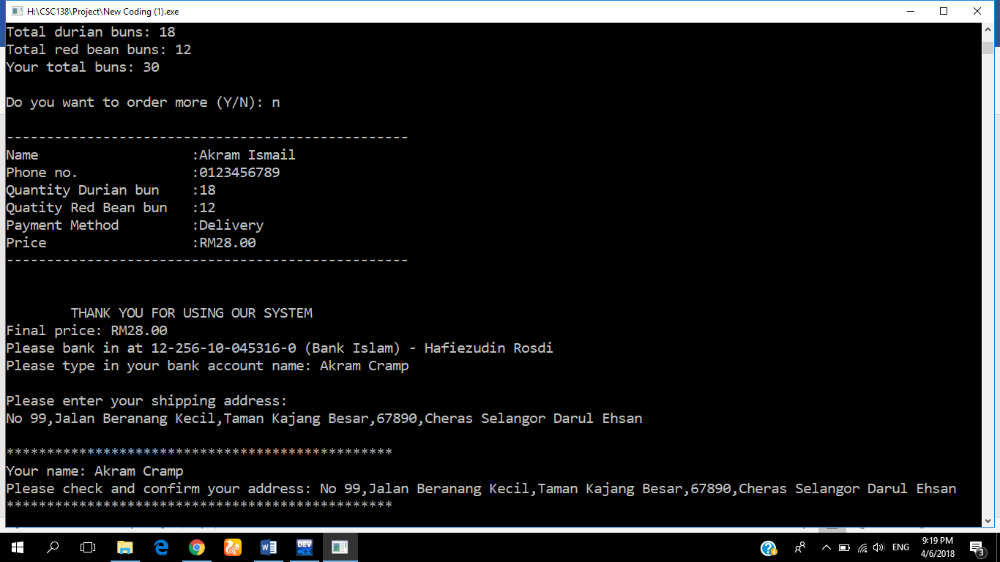 H:\CSC138\Project\New Coding (1).exe
Total durian buns: 18
Total red bean buns: 12
Your total buns: 30
Do you want to order more (Y/N): n
--------------------------------------------------
Name :Akram Ismail
Phone no. :0123456789
Quantity Durian bun :18
Quatity Red Bean bun :12
Payment Method :Delivery
Price :RM28.00
--------------------------------------------------
THANK YOU FOR USING OUR SYSTEM
Final price: RM28.00
Please bank in at 12-256-10-045316-0 (Bank Islam) - Hafiezudin Rosdi
Please type in your bank account name: Akram Cramp
Please enter your shipping address:
No 99,Jalan Beranang Kecil,Taman Kajang Besar,67890,Cheras Selangor Darul Ehsan
************************************************
Your name: Akram Cramp
Please check and confirm your address: No 99,Jalan Beranang Kecil,Taman Kajang Besar,67890,Cheras Selangor Darul Ehsan
************************************************
DEV C++
ENG
9:19 PM
4/6/2018
3